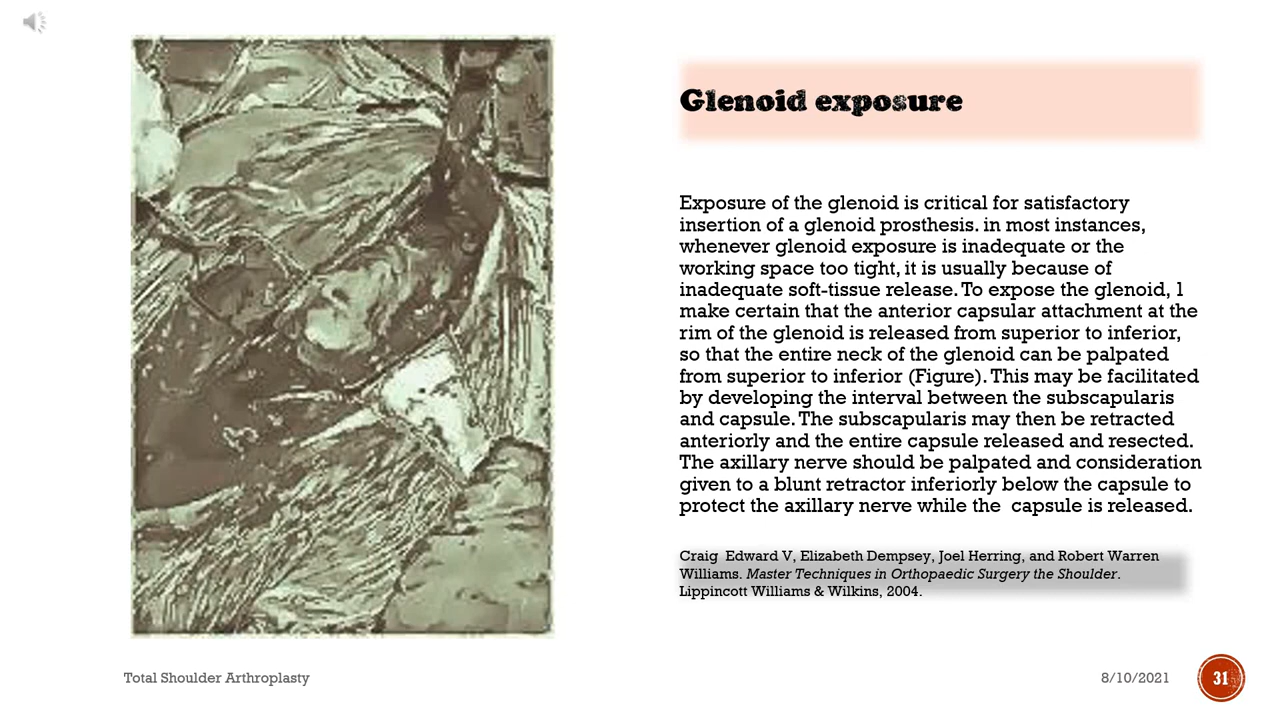 Glenoid exposure
Exposure of the glenoid is critical for satisfactory
insertion of a glenoid prosthesis. in most instances,
whenever glenoid exposure is inadequate or the
working space too tight, it is usually because of
inadequate soft-tissue release. To expose the glenoid, 1
make certain that the anterior capsular attachment at the
rim of the glenoid is released from superior to inferior,
so that the entire neck of the glenoid can be palpated
from superior to inferior (Figure). This may be facilitated
by developing the interval between the subscapularis
and capsule. The subscapularis may then be retracted
anteriorly and the entire capsule released and resected.
The axillary nerve should be palpated and consideration
given to a blunt retractor inferiorly below the capsule to
protect the axillary nerve while the  capsule is released.
Craig  Edward V, Elizabeth Dempsey, Joel Herring, and Robert Warren
Williams. Master Techniques in Orthopaedic Surgery the Shoulder.
Lippincott Williams & Wilkins, 2004.
Total Shoulder Arthroplasty
8/10/2021
31